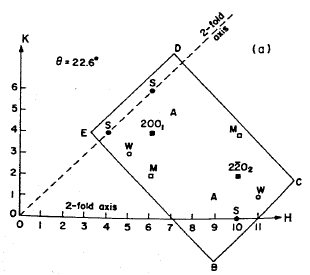 K
2-fold
axis
(a)
θ = 22.6°
D
6
S
5
A
E
S
200₁
M
4
W
3
M
2
22̄0₂
C
1
A
W
2-fold axis
S
0
H
0 1 2 3 4 5 6 7 8 9 10 11
B